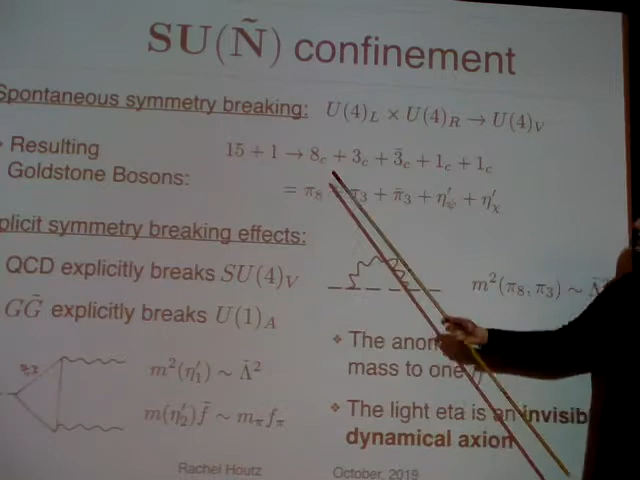 SU(Ñ) confinement
Spontaneous symmetry breaking: U(4)_L × U(4)_R → U(4)_V
Resulting
Goldstone Bosons:
15 + 1 → 8_c + 3_c + 3̄_c + 1_c + 1_c
= π_8 + π_3 + π̄_3 + η'_ψ + η'_χ
plicit symmetry breaking effects:
QCD explicitly breaks SU(4)_V
m²(π_8, π_3) ~ Λ̃²
GG̃ explicitly breaks U(1)_A
❖ The anom
mass to one η
m²(η'_1) ~ Λ̃²
m(η'_2) f̃ ~ m_π f_π
❖ The light eta is an invisib
dynamical axion
Rachel Houtz
October, 2019